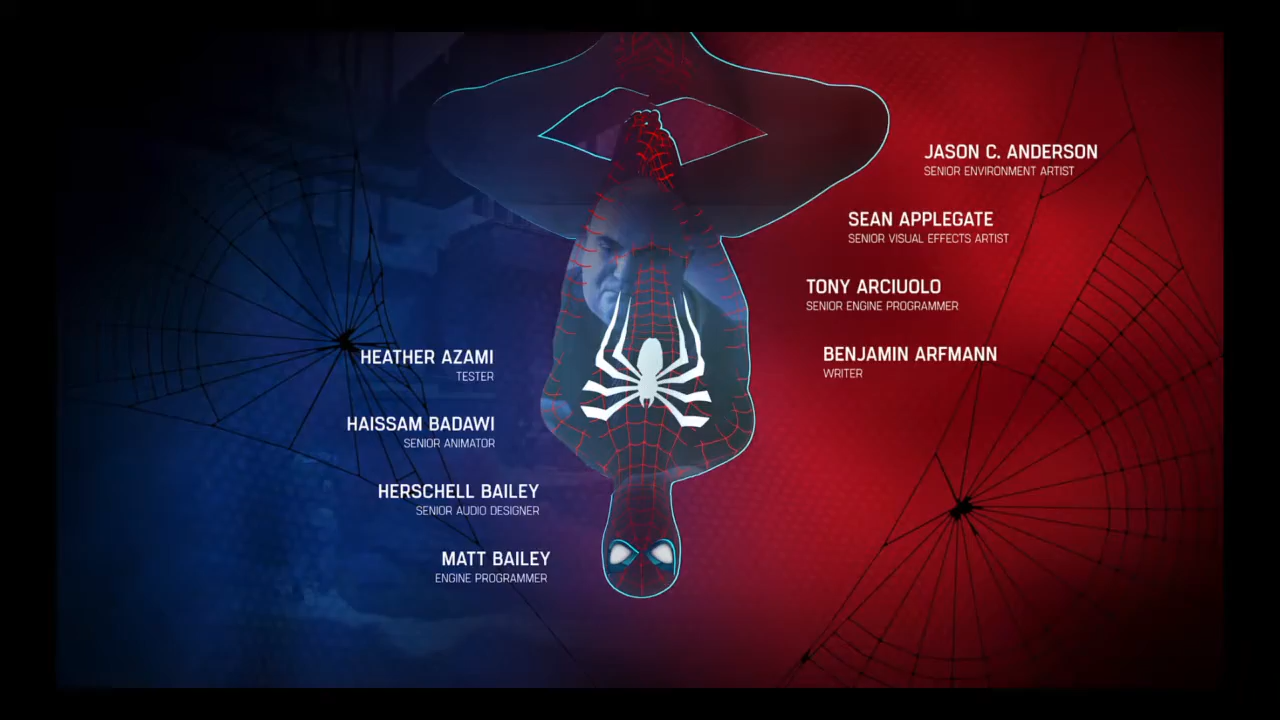 JASON C. ANDERSON
SENIOR ENVIRONMENT ARTIST
SEAN APPLEGATE
SENIOR VISUAL EFFECTS ARTIST
TONY ARCIUOLO
SENIOR ENGINE PROGRAMMER
BENJAMIN ARFMANN
WRITER
HEATHER AZAMI
TESTER
HAISSAM BADAWI
SENIOR ANIMATOR
HERSCHELL BAILEY
SENIOR AUDIO DESIGNER
MATT BAILEY
ENGINE PROGRAMMER